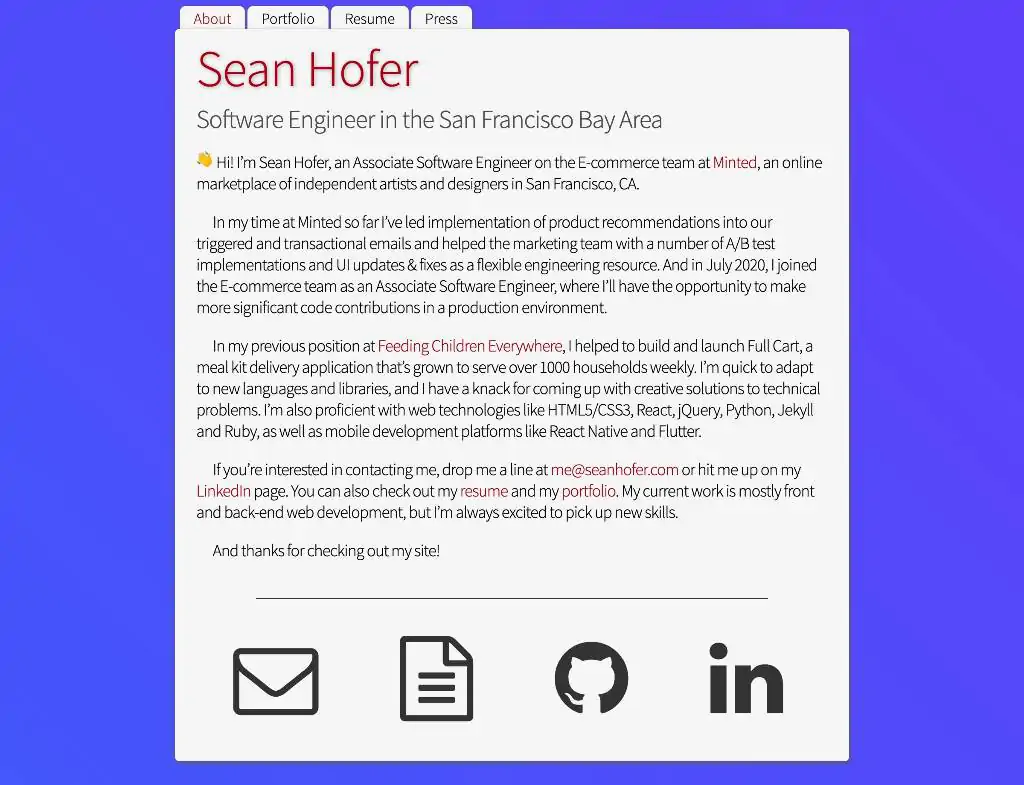 About Portfolio Resume Press
Sean Hofer
Software Engineer in the San Francisco Bay Area
👋 Hi! I’m Sean Hofer, an Associate Software Engineer on the E-commerce team at Minted, an online
marketplace of independent artists and designers in San Francisco, CA.
In my time at Minted so far I’ve led implementation of product recommendations into our
triggered and transactional emails and helped the marketing team with a number of A/B test
implementations and UI updates & fixes as a flexible engineering resource. And in July 2020, I joined
the E-commerce team as an Associate Software Engineer, where I’ll have the opportunity to make
more significant code contributions in a production environment.
In my previous position at Feeding Children Everywhere, I helped to build and launch Full Cart, a
meal kit delivery application that’s grown to serve over 1000 households weekly. I’m quick to adapt
to new languages and libraries, and I have a knack for coming up with creative solutions to technical
problems. I’m also proficient with web technologies like HTML5/CSS3, React, jQuery, Python, Jekyll
and Ruby, as well as mobile development platforms like React Native and Flutter.
If you’re interested in contacting me, drop me a line at me@seanhofer.com or hit me up on my
LinkedIn page. You can also check out my resume and my portfolio. My current work is mostly front
and back-end web development, but I’m always excited to pick up new skills.
And thanks for checking out my site!
in